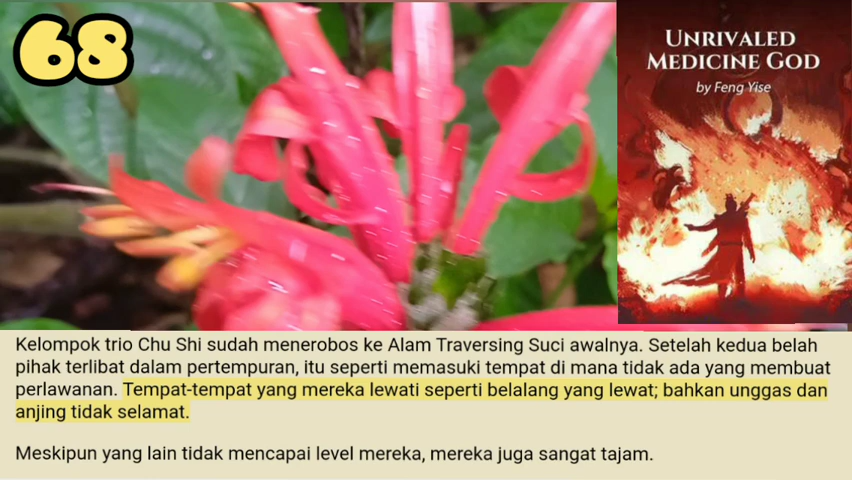 68
UNRIVALED
MEDICINE GOD
by Feng Yise
Kelompok trio Chu Shi sudah menerobos ke Alam Traversing Suci awalnya. Setelah kedua belah
pihak terlibat dalam pertempuran, itu seperti memasuki tempat di mana tidak ada yang membuat
perlawanan. Tempat-tempat yang mereka lewati seperti belalang yang lewat; bahkan unggas dan
anjing tidak selamat.
Meskipun yang lain tidak mencapai level mereka, mereka juga sangat tajam.